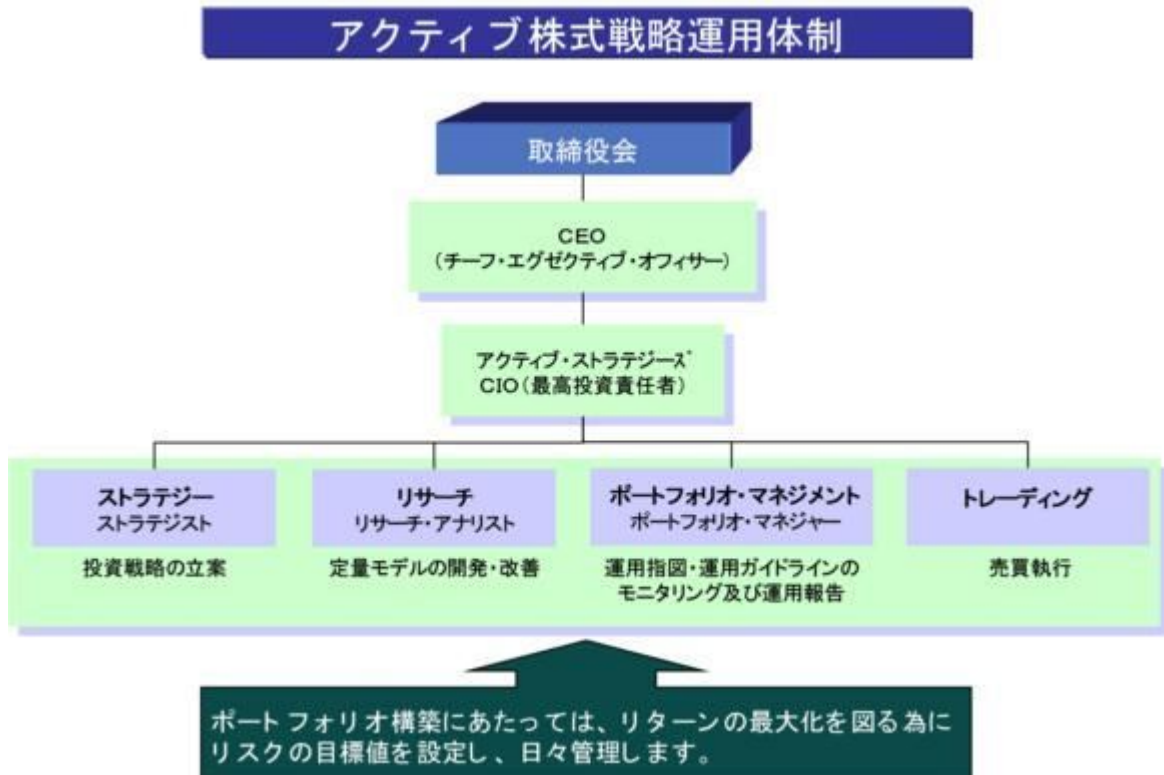 アクティブ株式戦略運用体制
取締役会
CEO
(チーフ・エグゼクティブ・オフィサー)
アクティブ・ストラテジーズ
CIO(最高投資責任者)
ストラテジー
ストラテジスト
投資戦略の立案
リサーチ
リサーチ・アナリスト
定量モデルの開発・改善
ポートフォリオ・マネジメント
ポートフォリオ・マネジャー
運用指図・運用ガイドラインの
モニタリング及び運用報告
トレーディング
売買執行
ポートフォリオ構築にあたっては、リターンの最大化を図る為に
リスクの目標値を設定し、日々管理します。